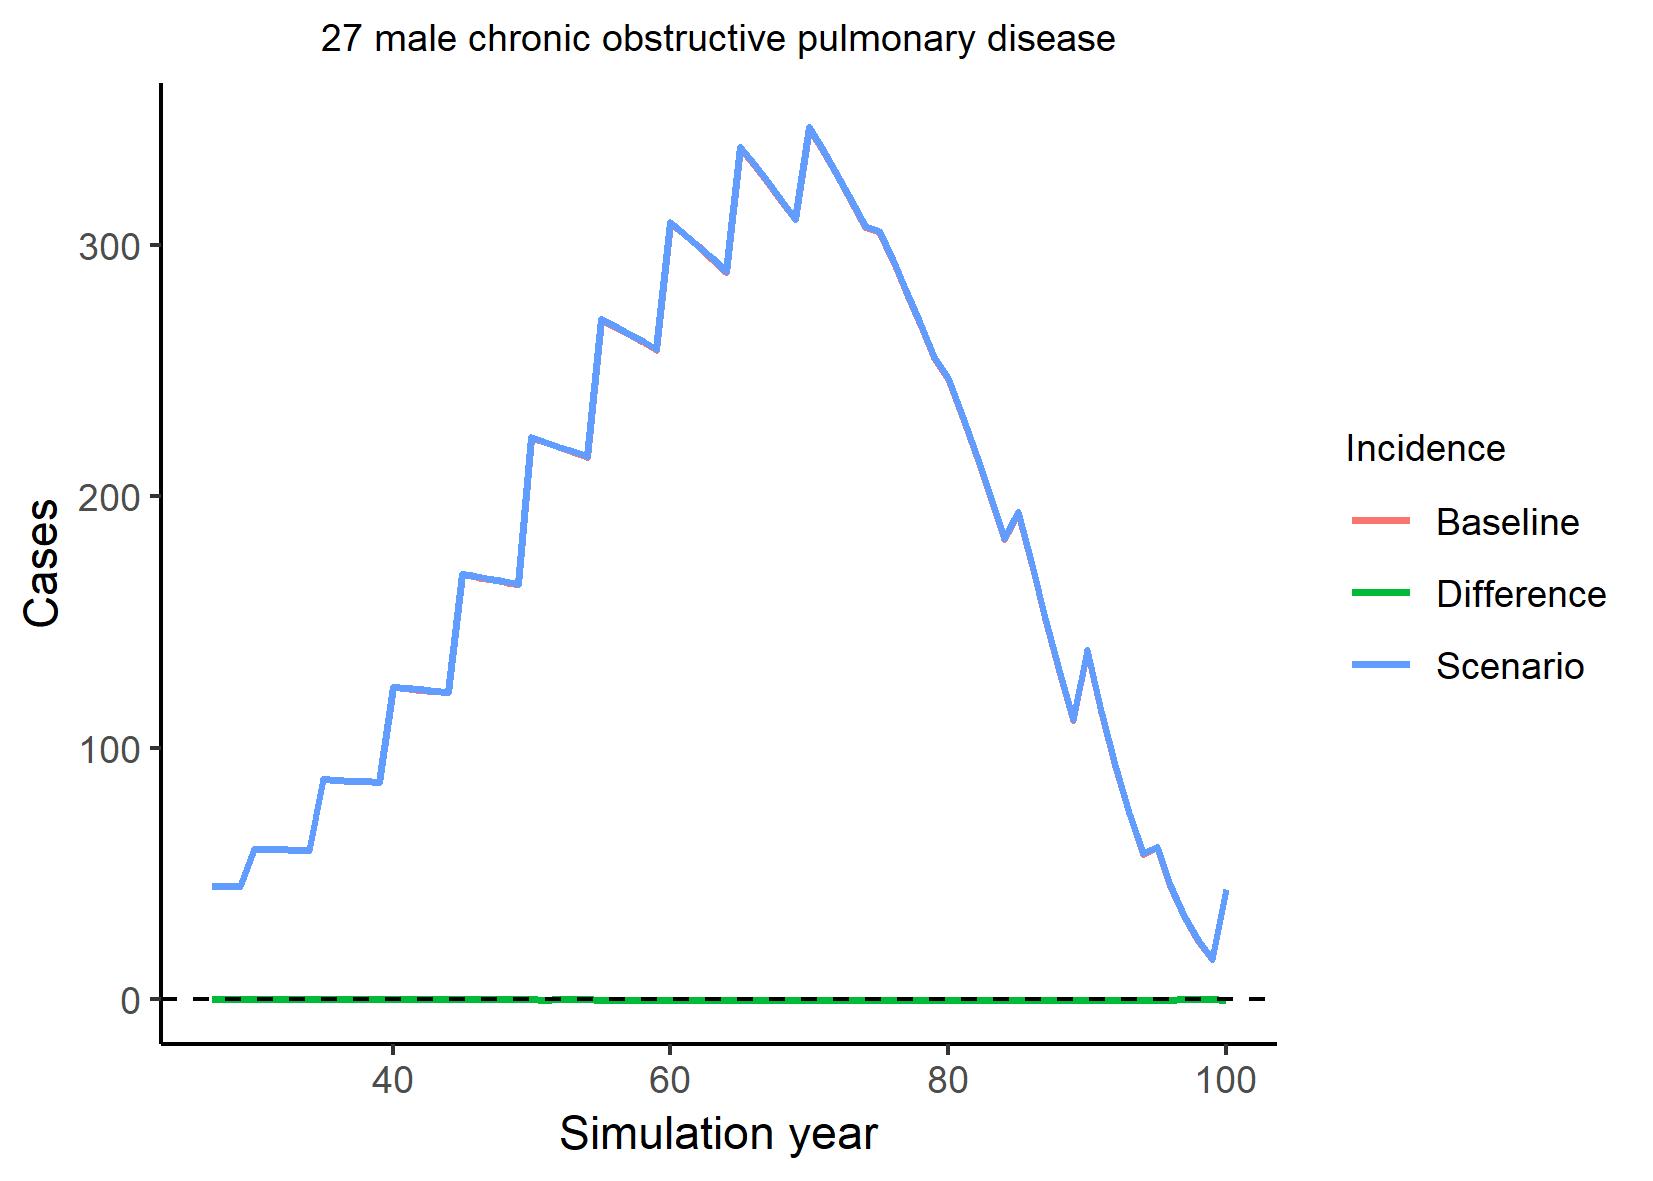 27 male chronic obstructive pulmonary disease
300
200
100
0
Cases
40 60 80 100
Simulation year
Incidence
Baseline
Difference
Scenario